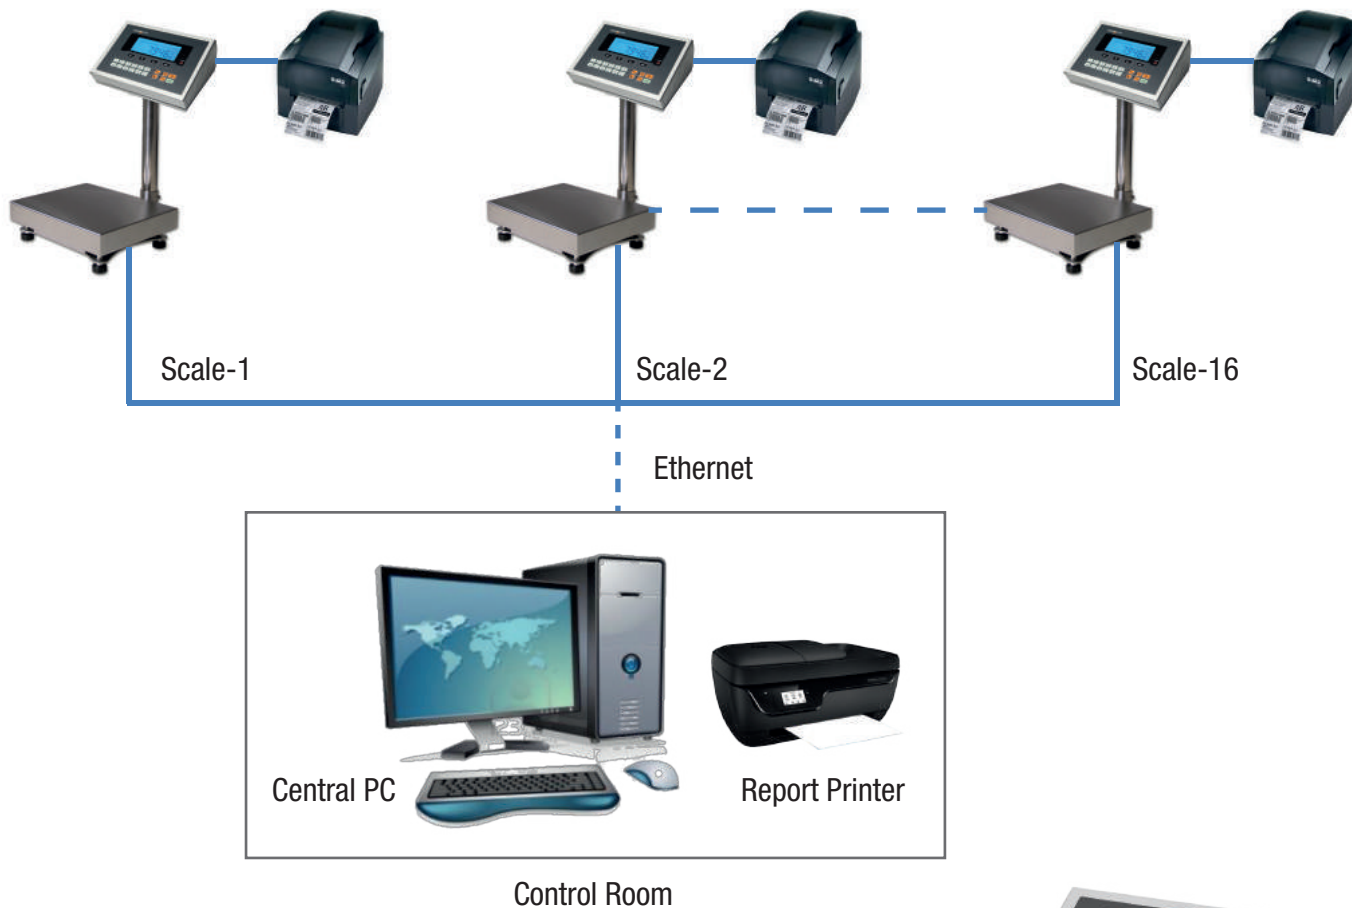 Scale-1
Scale-2
Scale-16
Ethernet
Central PC
Report Printer
Control Room